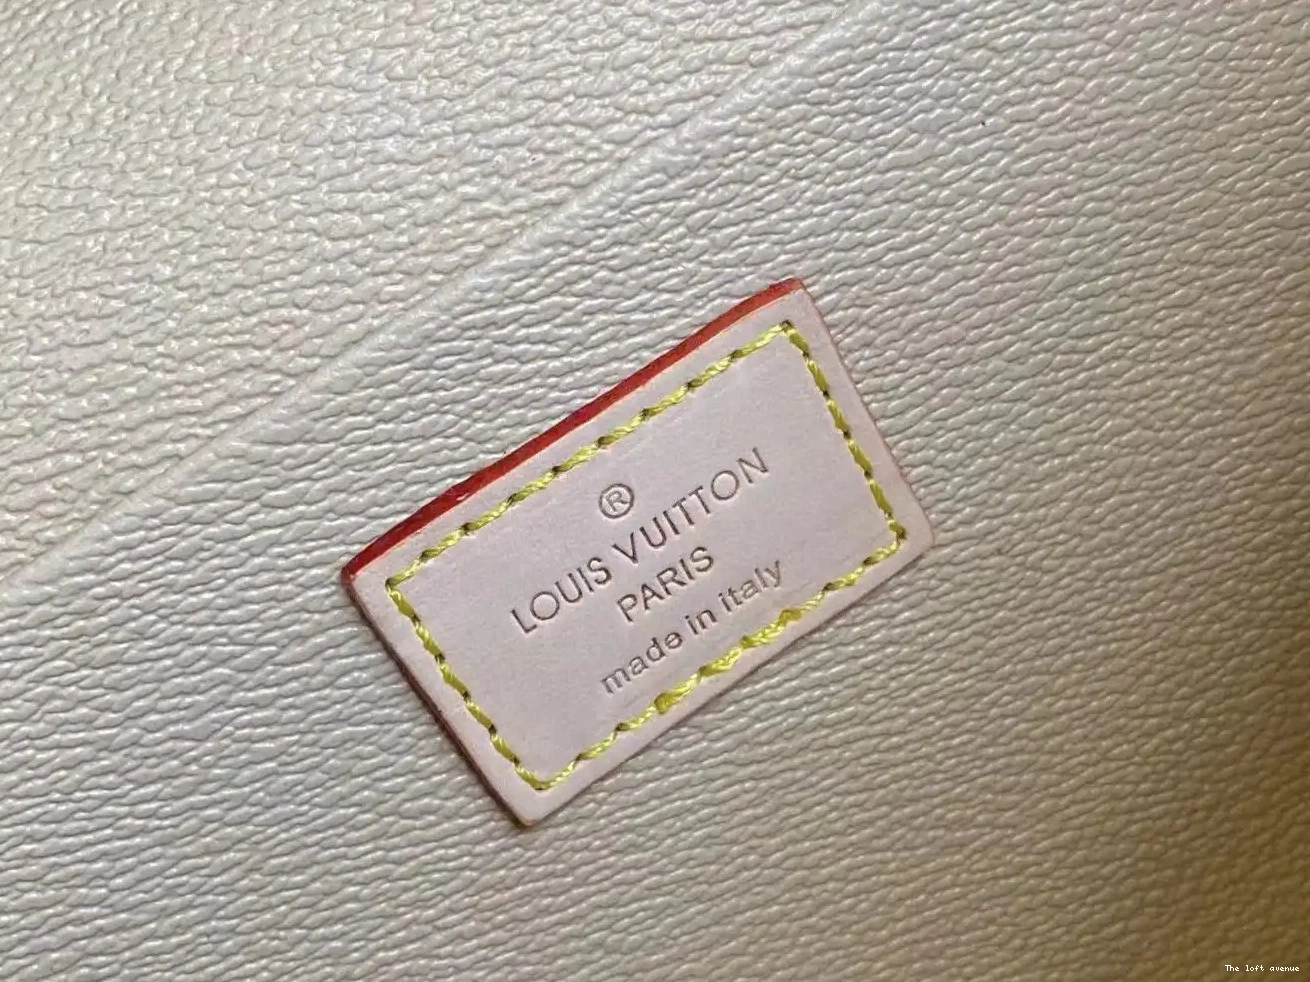 ®
LOUIS VUITTON
PARIS
made in italy
The loft avenue